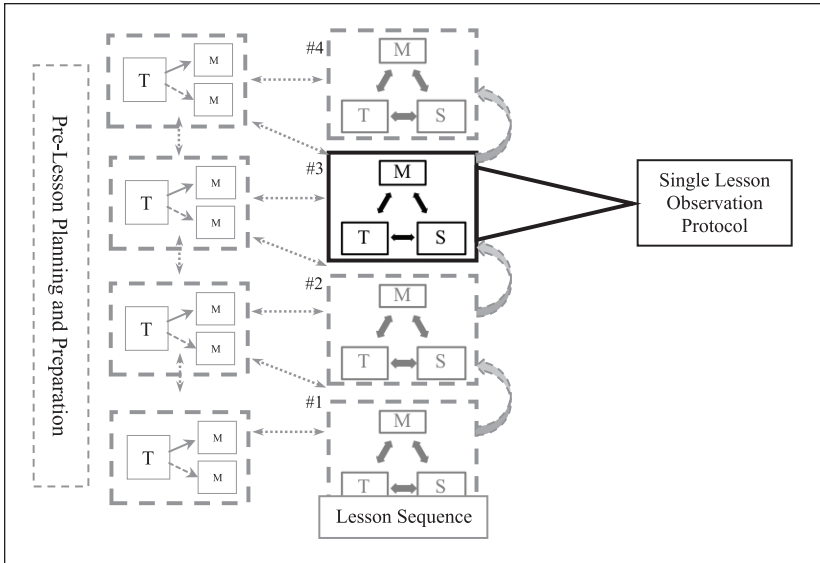 Pre-Lesson Planning and Preparation
T
M
M
#4
M
T
S
T
M
M
#3
M
T
S
Single Lesson
Observation
Protocol
T
M
M
#2
M
T
S
T
M
M
#1
M
T
S
Lesson Sequence